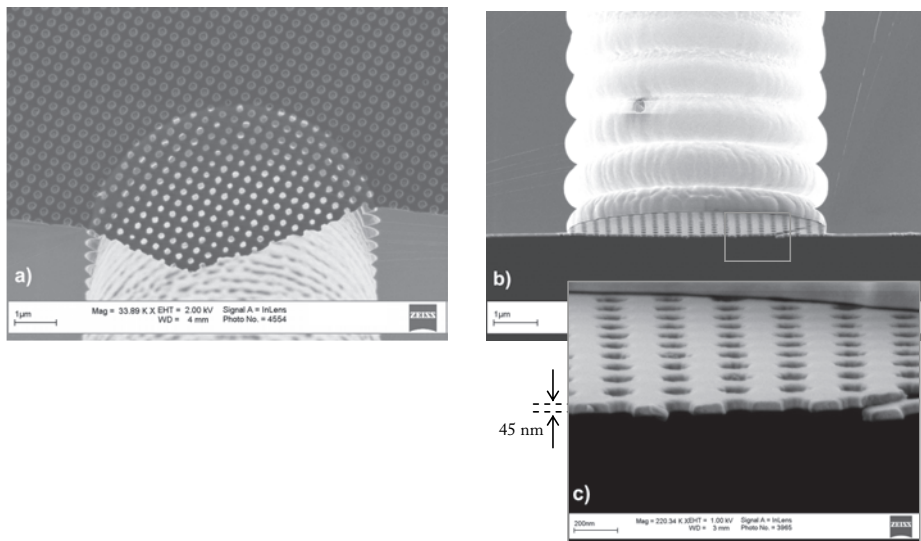 a)
1μm
Mag = 33.89 K X EHT = 2.00 kV Signal A = InLens
WD = 4 mm Photo No. = 4554
ZEISS
b)
1μm
45 nm
c)
200nm
Mag = 220.34 K X EHT = 1.00 kV Signal A = InLens
WD = 3 mm Photo No. = 3965
ZEISS